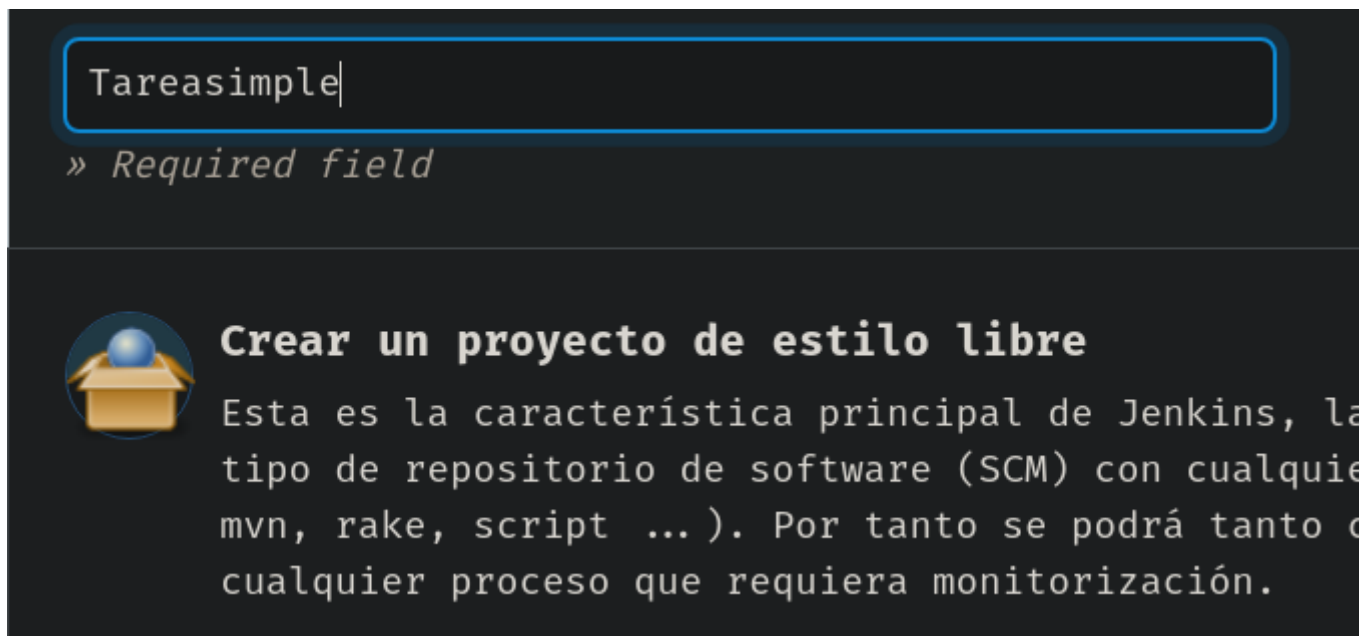 Tareasimple
» Required field
Crear un proyecto de estilo libre
Esta es la característica principal de Jenkins, la
tipo de repositorio de software (SCM) con cualquie
mvn, rake, script ...). Por tanto se podrá tanto
cualquier proceso que requiera monitorización.